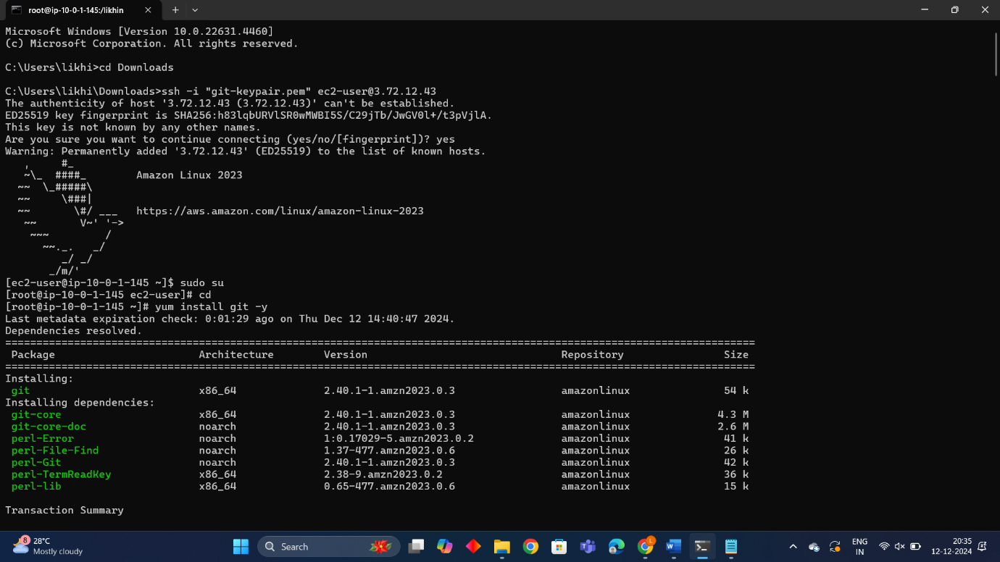 root@ip-10-0-1-145:/likhin
Microsoft Windows [Version 10.0.22631.4460]
(c) Microsoft Corporation. All rights reserved.
C:\Users\likhi>cd Downloads
C:\Users\likhi\Downloads>ssh -i "git-keypair.pem" ec2-user@3.72.12.43
The authenticity of host '3.72.12.43 (3.72.12.43)' can't be established.
ED25519 key fingerprint is SHA256:h83lqbURVlSR0wMWBI5S/C29jTb/JwGV0l+/t3pVjlA.
This key is not known by any other names.
Are you sure you want to continue connecting (yes/no/[fingerprint])? yes
Warning: Permanently added '3.72.12.43' (ED25519) to the list of known hosts.
   ,     #_
   ~\_  ####_        Amazon Linux 2023
  ~~  \_#####\
  ~~     \###|
  ~~       \#/ ___   https://aws.amazon.com/linux/amazon-linux-2023
   ~~       V~' '->
    ~~~         /
      ~~._.   _/
         _/ _/
       _/m/'
[ec2-user@ip-10-0-1-145 ~]$ sudo su
[root@ip-10-0-1-145 ec2-user]# cd
[root@ip-10-0-1-145 ~]# yum install git -y
Last metadata expiration check: 0:01:29 ago on Thu Dec 12 14:40:47 2024.
Dependencies resolved.
Package Architecture Version Repository Size
Installing:
git x86_64 2.40.1-1.amzn2023.0.3 amazonlinux 54 k
Installing dependencies:
git-core x86_64 2.40.1-1.amzn2023.0.3 amazonlinux 4.3 M
git-core-doc noarch 2.40.1-1.amzn2023.0.3 amazonlinux 2.6 M
perl-Error noarch 1:0.17029-5.amzn2023.0.2 amazonlinux 41 k
perl-File-Find noarch 1.37-477.amzn2023.0.6 amazonlinux 26 k
perl-Git noarch 2.40.1-1.amzn2023.0.3 amazonlinux 42 k
perl-TermReadKey x86_64 2.38-9.amzn2023.0.2 amazonlinux 36 k
perl-lib x86_64 0.65-477.amzn2023.0.6 amazonlinux 15 k
Transaction Summary
8 28°C
Mostly cloudy
Search
L
W
ENG
IN
20:35
12-12-2024